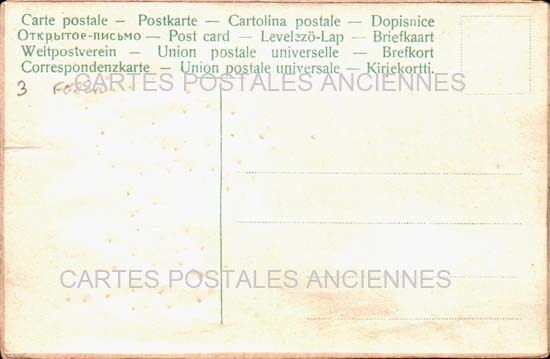 Carte postale — Postkarte — Cartolina postale — Dopisnice
Открытое-письмо — Post card — Levelező-Lap — Briefkaart
Weltpostverein — Union postale universelle — Brefkort
Correspondenzkarte — Union postale universale — Kirjekortti.
CARTES POSTALES ANCIENNES
3
CARTES POSTALES ANCIENNES